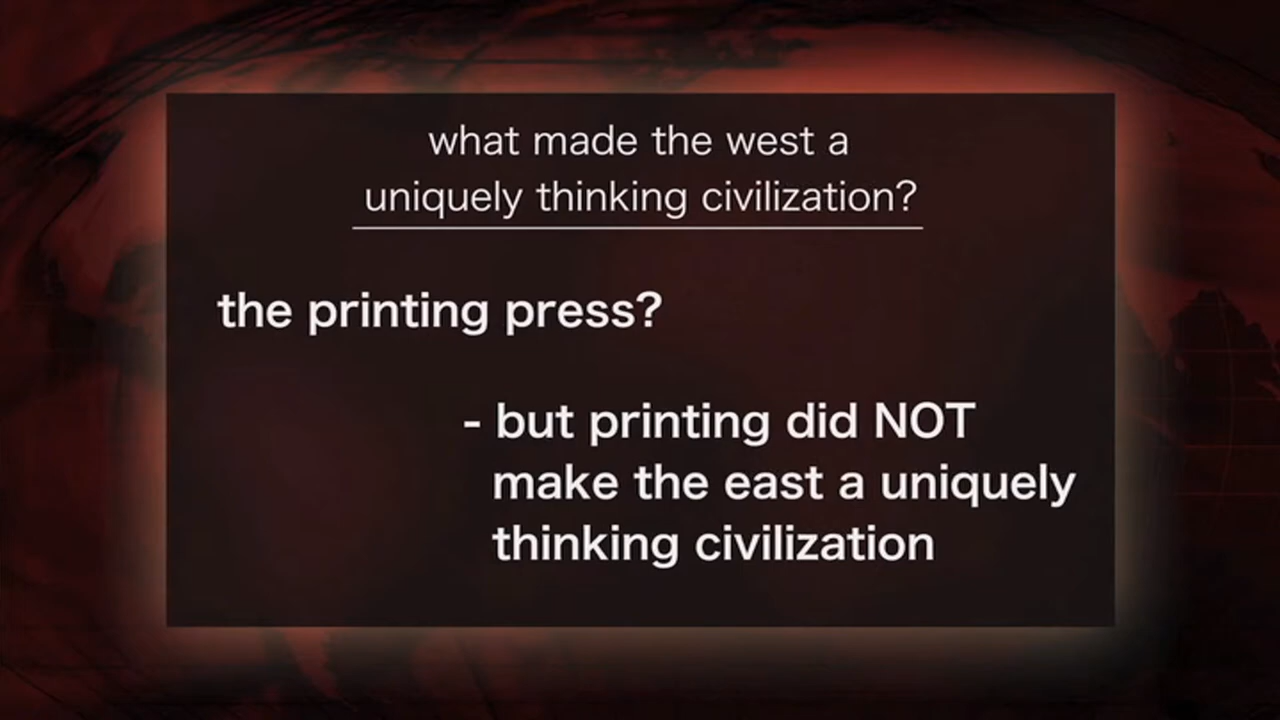 what made the west a
uniquely thinking civilization?
the printing press?
- but printing did NOT
make the east a uniquely
thinking civilization